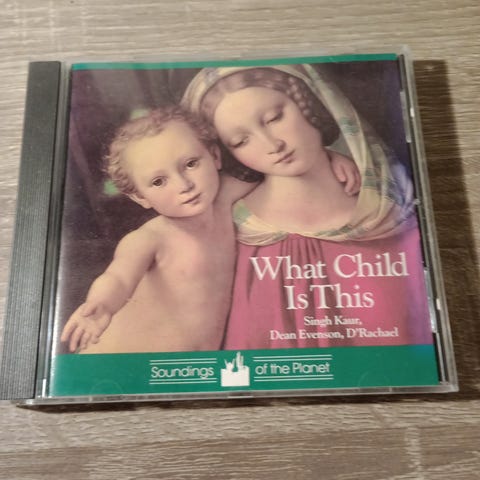 What Child
Is This
Singh Kaur,
Dean Evenson, D'Rachael
Soundings of the Planet